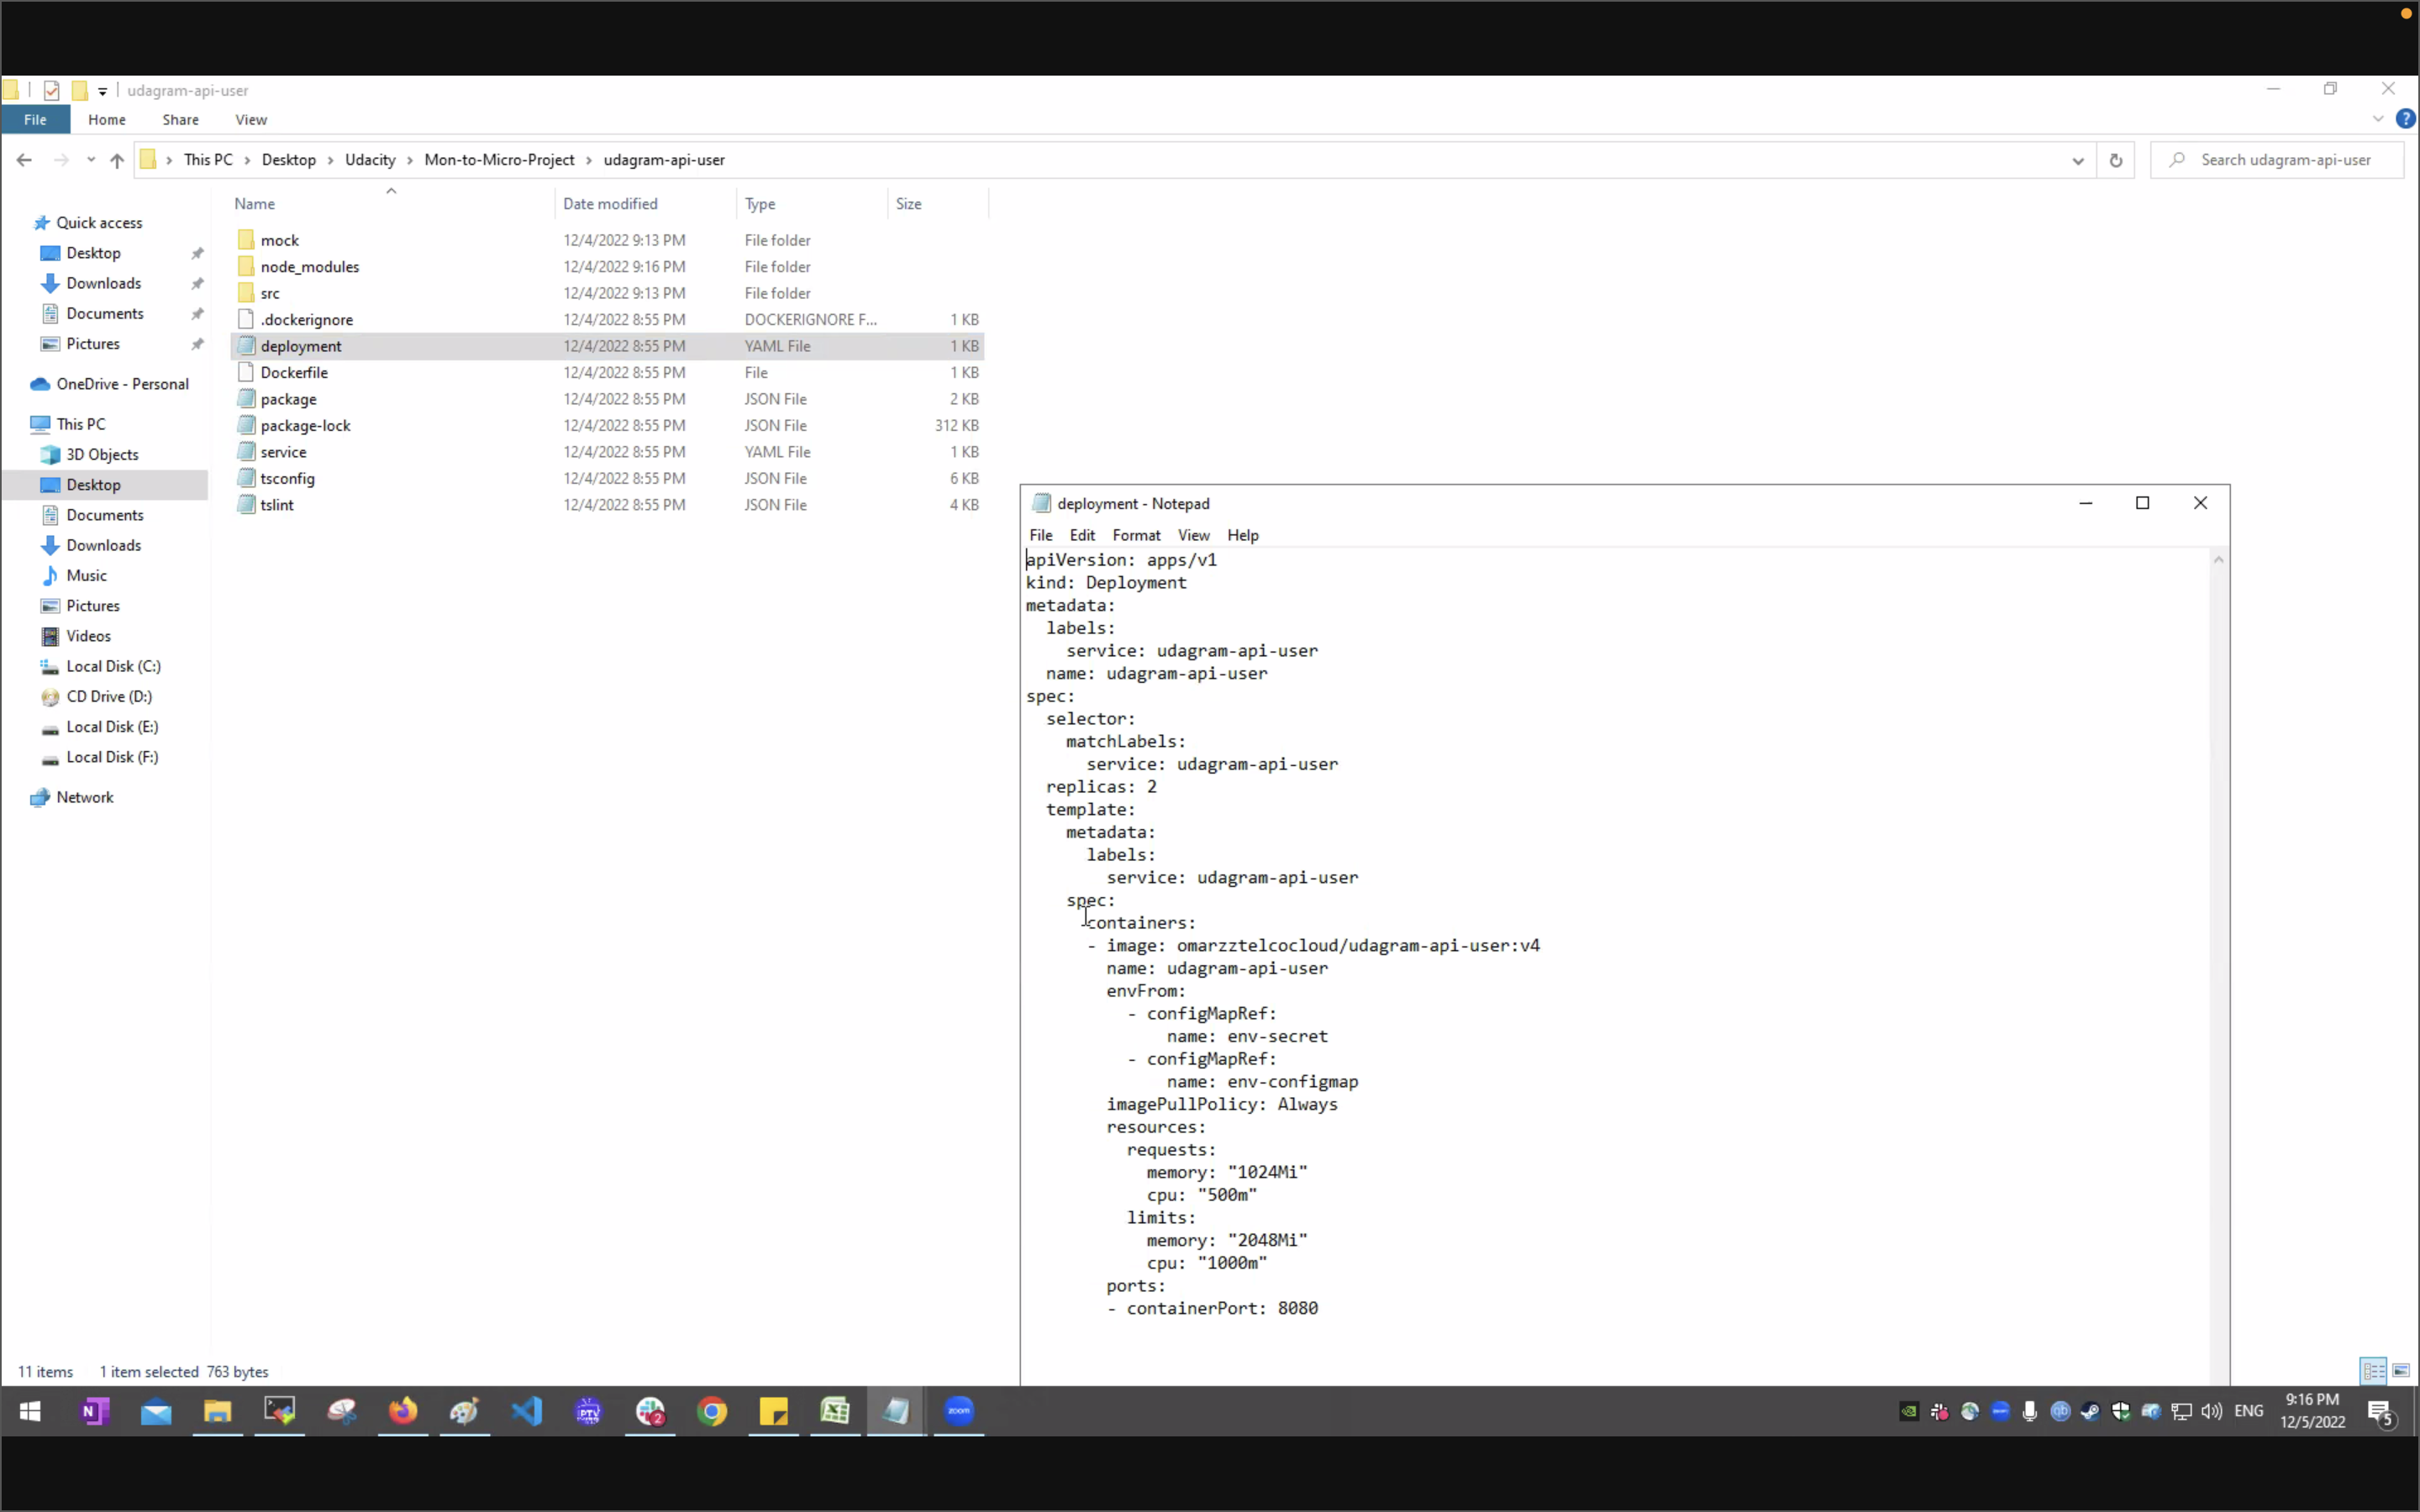 udagram-api-user
File Home Share View
This PC > Desktop > Udacity > Mon-to-Micro-Project > udagram-api-user
Search udagram-api-user
Quick access
Desktop
Downloads
Documents
Pictures
OneDrive - Personal
This PC
3D Objects
Desktop
Documents
Downloads
Music
Pictures
Videos
Local Disk (C:)
CD Drive (D:)
Local Disk (E:)
Local Disk (F:)
Network
Name Date modified Type Size
mock 12/4/2022 9:13 PM File folder
node_modules 12/4/2022 9:16 PM File folder
src 12/4/2022 9:13 PM File folder
.dockerignore 12/4/2022 8:55 PM DOCKERIGNORE F... 1 KB
deployment 12/4/2022 8:55 PM YAML File 1 KB
Dockerfile 12/4/2022 8:55 PM File 1 KB
package 12/4/2022 8:55 PM JSON File 2 KB
package-lock 12/4/2022 8:55 PM JSON File 312 KB
service 12/4/2022 8:55 PM YAML File 1 KB
tsconfig 12/4/2022 8:55 PM JSON File 6 KB
tslint 12/4/2022 8:55 PM JSON File 4 KB
deployment - Notepad
File Edit Format View Help
apiVersion: apps/v1
kind: Deployment
metadata:
  labels:
    service: udagram-api-user
  name: udagram-api-user
spec:
  selector:
    matchLabels:
      service: udagram-api-user
  replicas: 2
  template:
    metadata:
      labels:
        service: udagram-api-user
    spec:
      containers:
      - image: omarzztelcocloud/udagram-api-user:v4
        name: udagram-api-user
        envFrom:
          - configMapRef:
              name: env-secret
          - configMapRef:
              name: env-configmap
        imagePullPolicy: Always
        resources:
          requests:
            memory: "1024Mi"
            cpu: "500m"
          limits:
            memory: "2048Mi"
            cpu: "1000m"
        ports:
        - containerPort: 8080
11 items 1 item selected 763 bytes
N
IPTV
2
zoom
qb
ENG
9:16 PM
12/5/2022
5